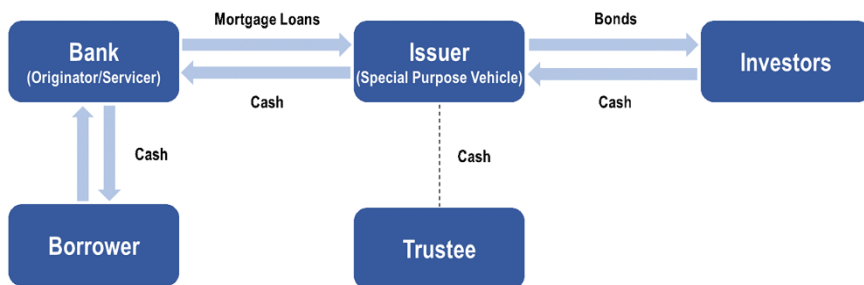 Mortgage Loans
Bonds
Bank
(Originator/Servicer)
Issuer
(Special Purpose Vehicle)
Investors
Cash
Cash
Cash
Cash
Borrower
Trustee